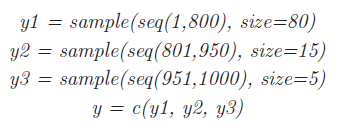 y1 = sample(seq(1,800), size=80)
y2 = sample(seq(801,950), size=15)
y3 = sample(seq(951,1000), size=5)
y = c(y1, y2, y3)